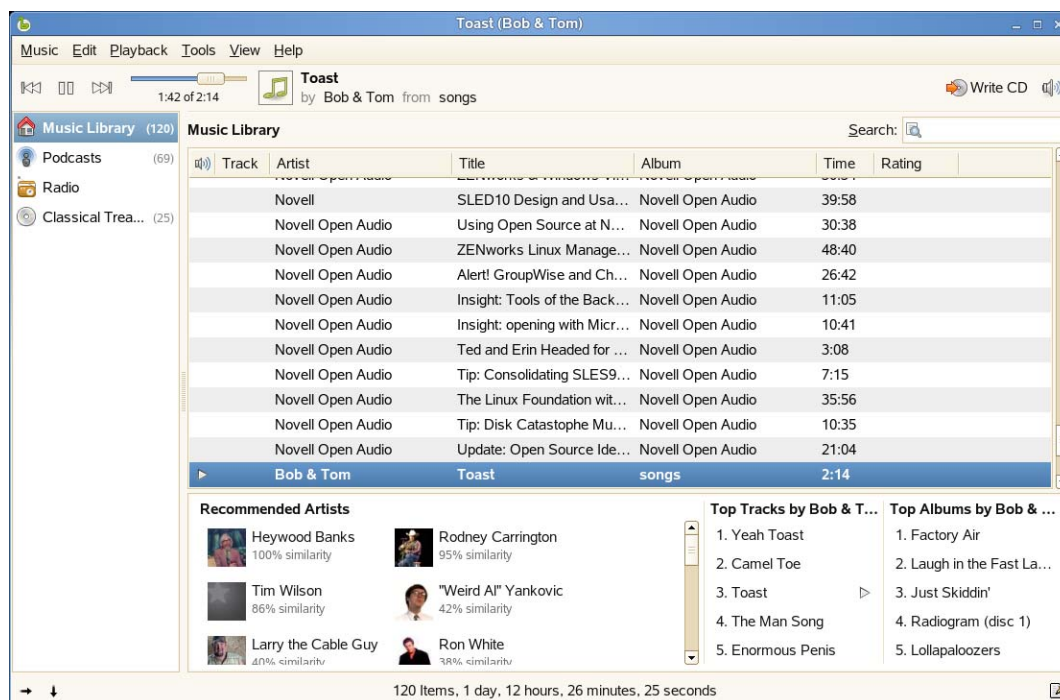 Toast (Bob & Tom)
Music Edit Playback Tools View Help
Toast
1:42 of 2:14 by Bob & Tom from songs Write CD
Music Library (120) Music Library Search:
Podcasts (69)
Radio
Classical Trea... (25)
Track Artist Title Album Time Rating
Novell SLED10 Design and Usa... Novell Open Audio 39:58
Novell Open Audio Using Open Source at N... Novell Open Audio 30:38
Novell Open Audio ZENworks Linux Manage... Novell Open Audio 48:40
Novell Open Audio Alert! GroupWise and Ch... Novell Open Audio 26:42
Novell Open Audio Insight: Tools of the Back... Novell Open Audio 11:05
Novell Open Audio Insight: opening with Micr... Novell Open Audio 10:41
Novell Open Audio Ted and Erin Headed for ... Novell Open Audio 3:08
Novell Open Audio Tip: Consolidating SLES9... Novell Open Audio 7:15
Novell Open Audio The Linux Foundation wit... Novell Open Audio 35:56
Novell Open Audio Tip: Disk Catastophe Mu... Novell Open Audio 10:35
Novell Open Audio Update: Open Source Ide... Novell Open Audio 21:04
Bob & Tom Toast songs 2:14
Recommended Artists
Heywood Banks
100% similarity
Rodney Carrington
95% similarity
Tim Wilson
86% similarity
"Weird Al" Yankovic
42% similarity
Larry the Cable Guy
40% similarity
Ron White
38% similarity
Top Tracks by Bob & T...
1. Yeah Toast
2. Camel Toe
3. Toast
4. The Man Song
5. Enormous Penis
Top Albums by Bob & ...
1. Factory Air
2. Laugh in the Fast La...
3. Just Skiddin'
4. Radiogram (disc 1)
5. Lollapaloozers
120 Items, 1 day, 12 hours, 26 minutes, 25 seconds